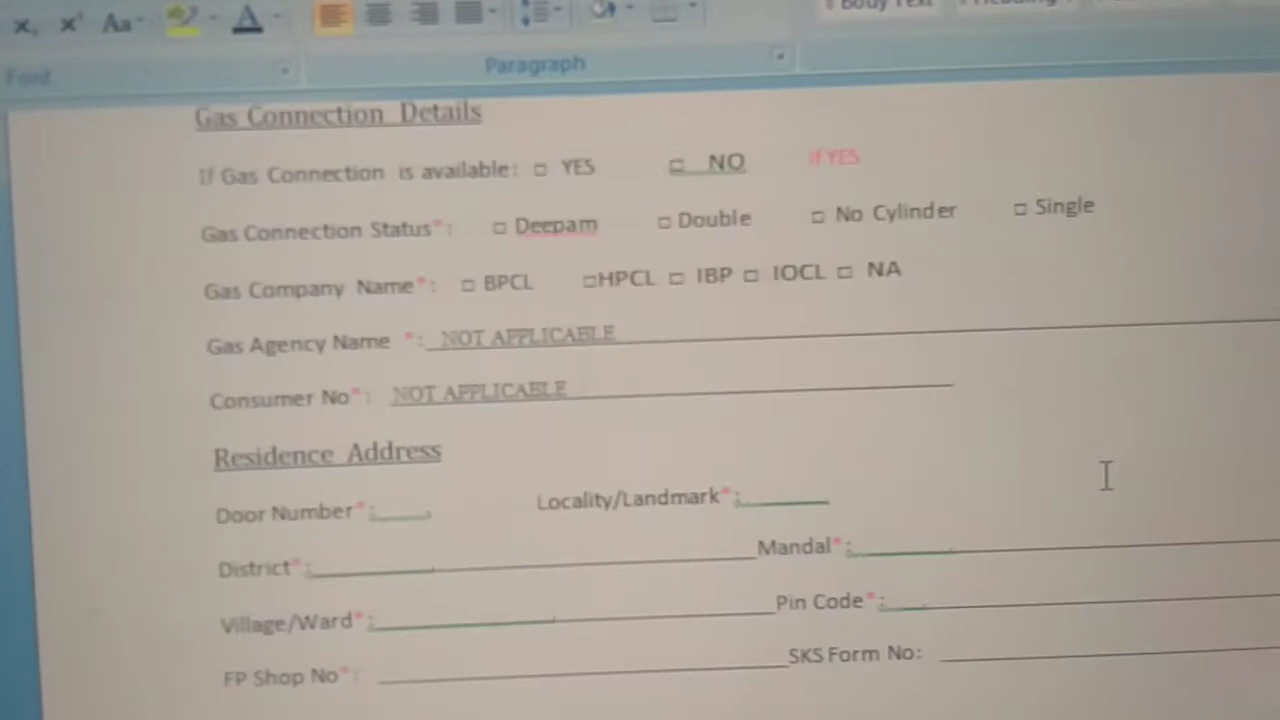 Aa
Font
Paragraph
Gas Connection Details
If Gas Connection is available: □ YES □ NO if YES
Gas Connection Status*: □ Deepam □ Double □ No Cylinder □ Single
Gas Company Name*: □ BPCL □HPCL □ IBP □ IOCL □ NA
Gas Agency Name *: NOT APPLICABLE
Consumer No*: NOT APPLICABLE
Residence Address
Door Number*: Locality/Landmark*:
District*: Mandal*:
Village/Ward*: Pin Code*:
FP Shop No*: SKS Form No: